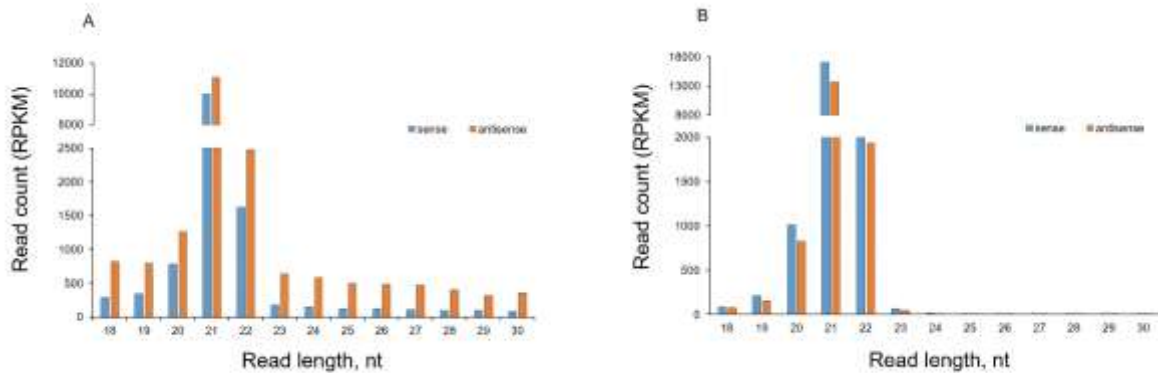 A
Read count (RPKM)
12000
10000
8000
2500
2000
1500
1000
500
0
sense antisense
18 19 20 21 22 23 24 25 26 27 28 29 30
Read length, nt
B
Read count (RPKM)
18000
13000
8000
2000
1500
1000
500
0
sense antisense
18 19 20 21 22 23 24 25 26 27 28 29 30
Read length, nt